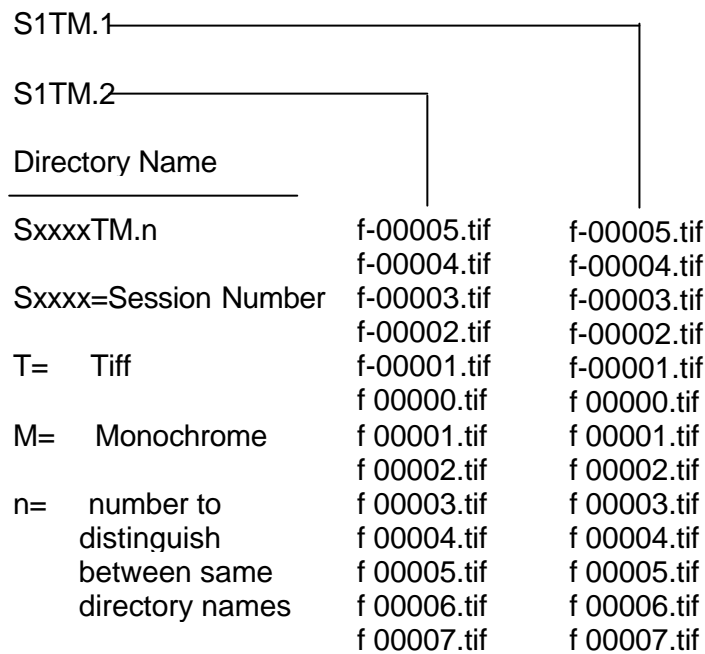 S1TM.1
S1TM.2
Directory Name
SxxxxTM.n
Sxxxx=Session Number
T= Tiff
M= Monochrome
n= number to
distinguish
between same
directory names
f-00005.tif
f-00004.tif
f-00003.tif
f-00002.tif
f-00001.tif
f 00000.tif
f 00001.tif
f 00002.tif
f 00003.tif
f 00004.tif
f 00005.tif
f 00006.tif
f 00007.tif
f-00005.tif
f-00004.tif
f-00003.tif
f-00002.tif
f-00001.tif
f 00000.tif
f 00001.tif
f 00002.tif
f 00003.tif
f 00004.tif
f 00005.tif
f 00006.tif
f 00007.tif